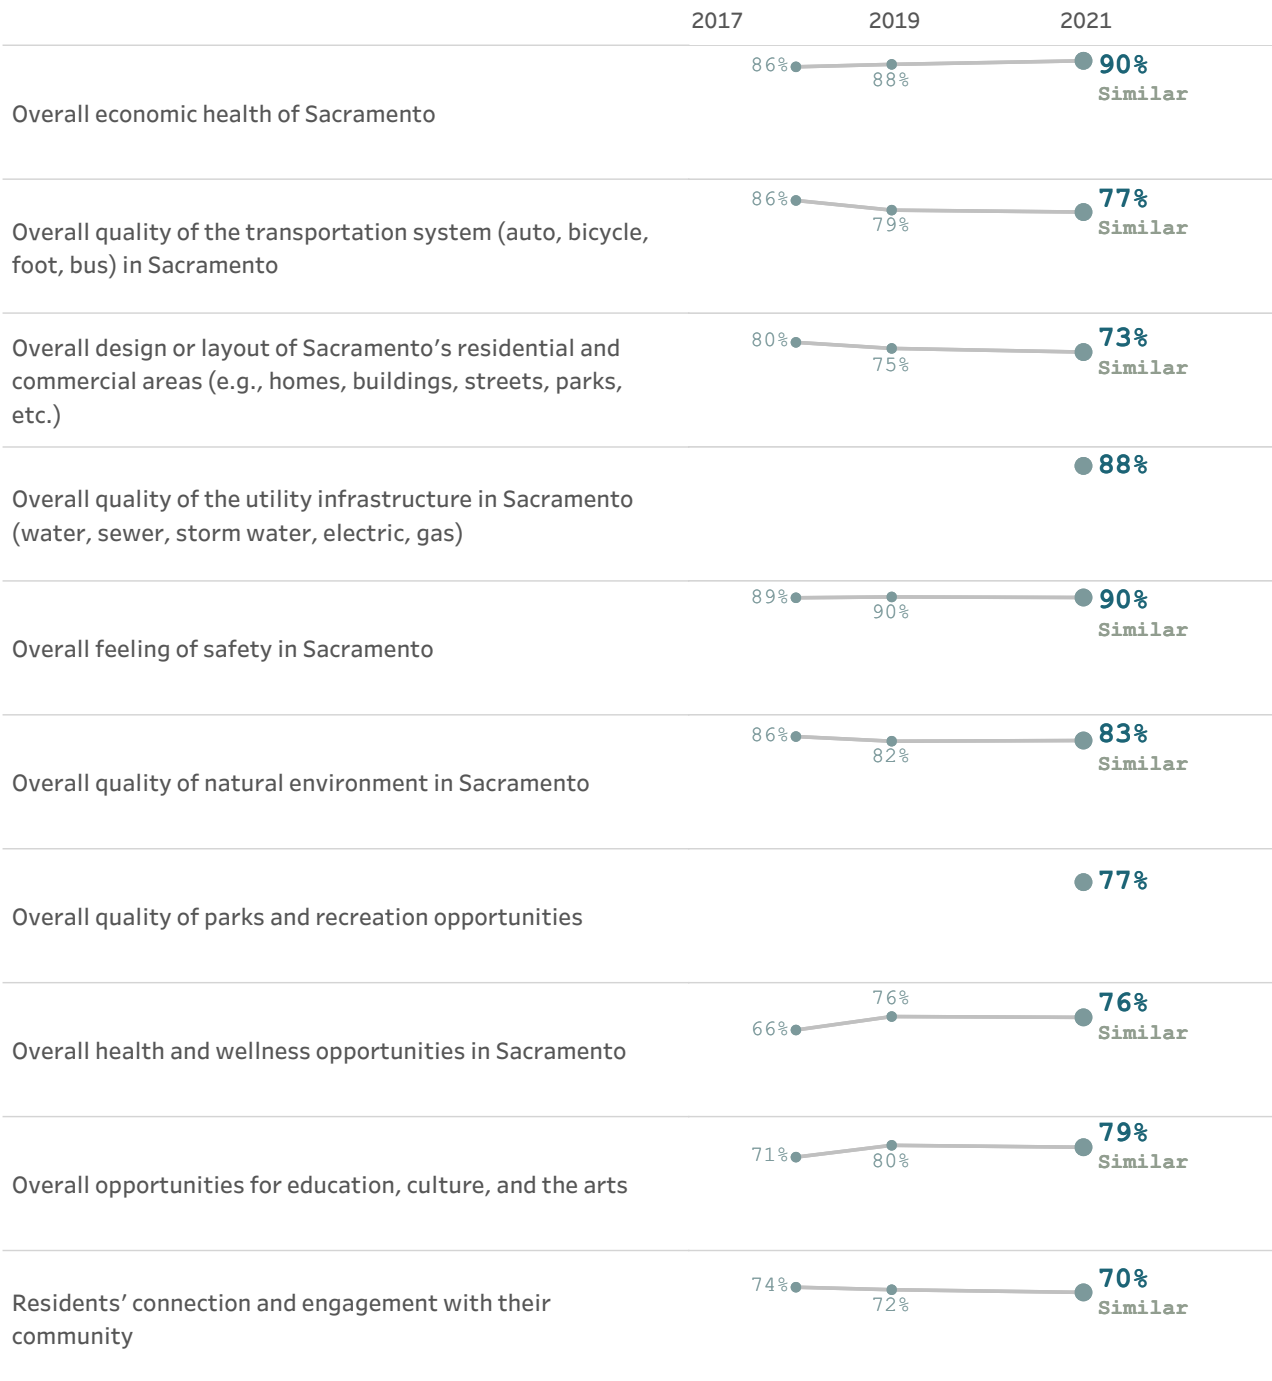 2017 2019 2021
86% 88% 90%
Similar
Overall economic health of Sacramento
86% 79% 77%
Similar
Overall quality of the transportation system (auto, bicycle,
foot, bus) in Sacramento
80% 75% 73%
Similar
Overall design or layout of Sacramento's residential and
commercial areas (e.g., homes, buildings, streets, parks,
etc.)
88%
Overall quality of the utility infrastructure in Sacramento
(water, sewer, storm water, electric, gas)
89% 90% 90%
Similar
Overall feeling of safety in Sacramento
86% 82% 83%
Similar
Overall quality of natural environment in Sacramento
77%
Overall quality of parks and recreation opportunities
66% 76% 76%
Similar
Overall health and wellness opportunities in Sacramento
71% 80% 79%
Similar
Overall opportunities for education, culture, and the arts
74% 72% 70%
Similar
Residents' connection and engagement with their
community